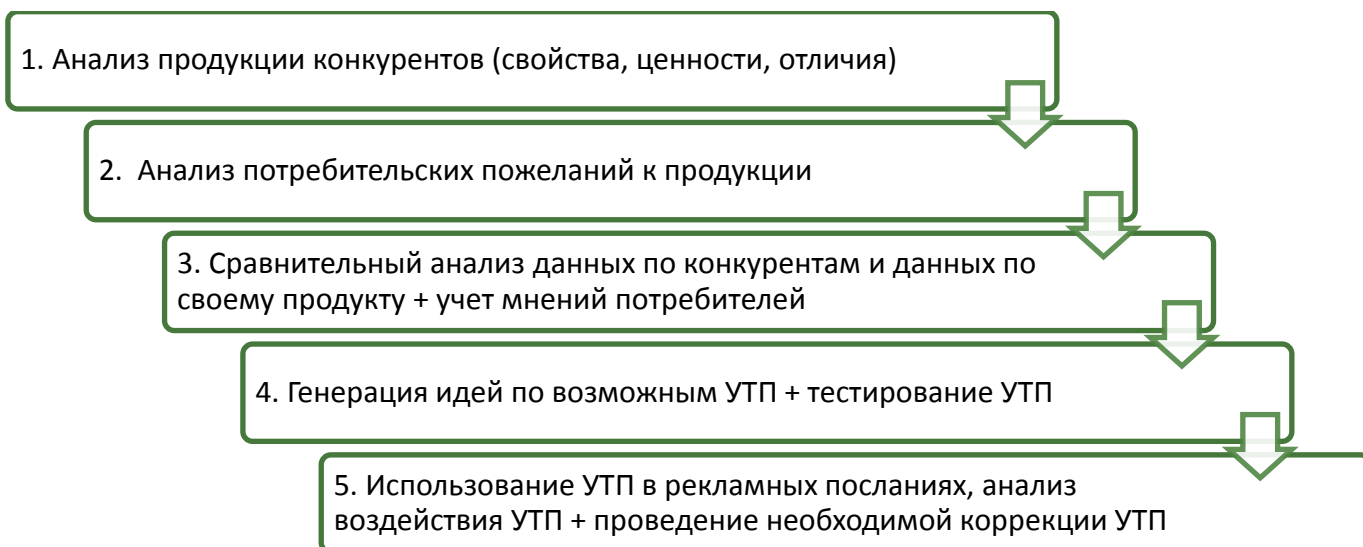 1. Анализ продукции конкурентов (свойства, ценности, отличия)
2. Анализ потребительских пожеланий к продукции
3. Сравнительный анализ данных по конкурентам и данных по
своему продукту + учет мнений потребителей
4. Генерация идей по возможным УТП + тестирование УТП
5. Использование УТП в рекламных посланиях, анализ
воздействия УТП + проведение необходимой коррекции УТП